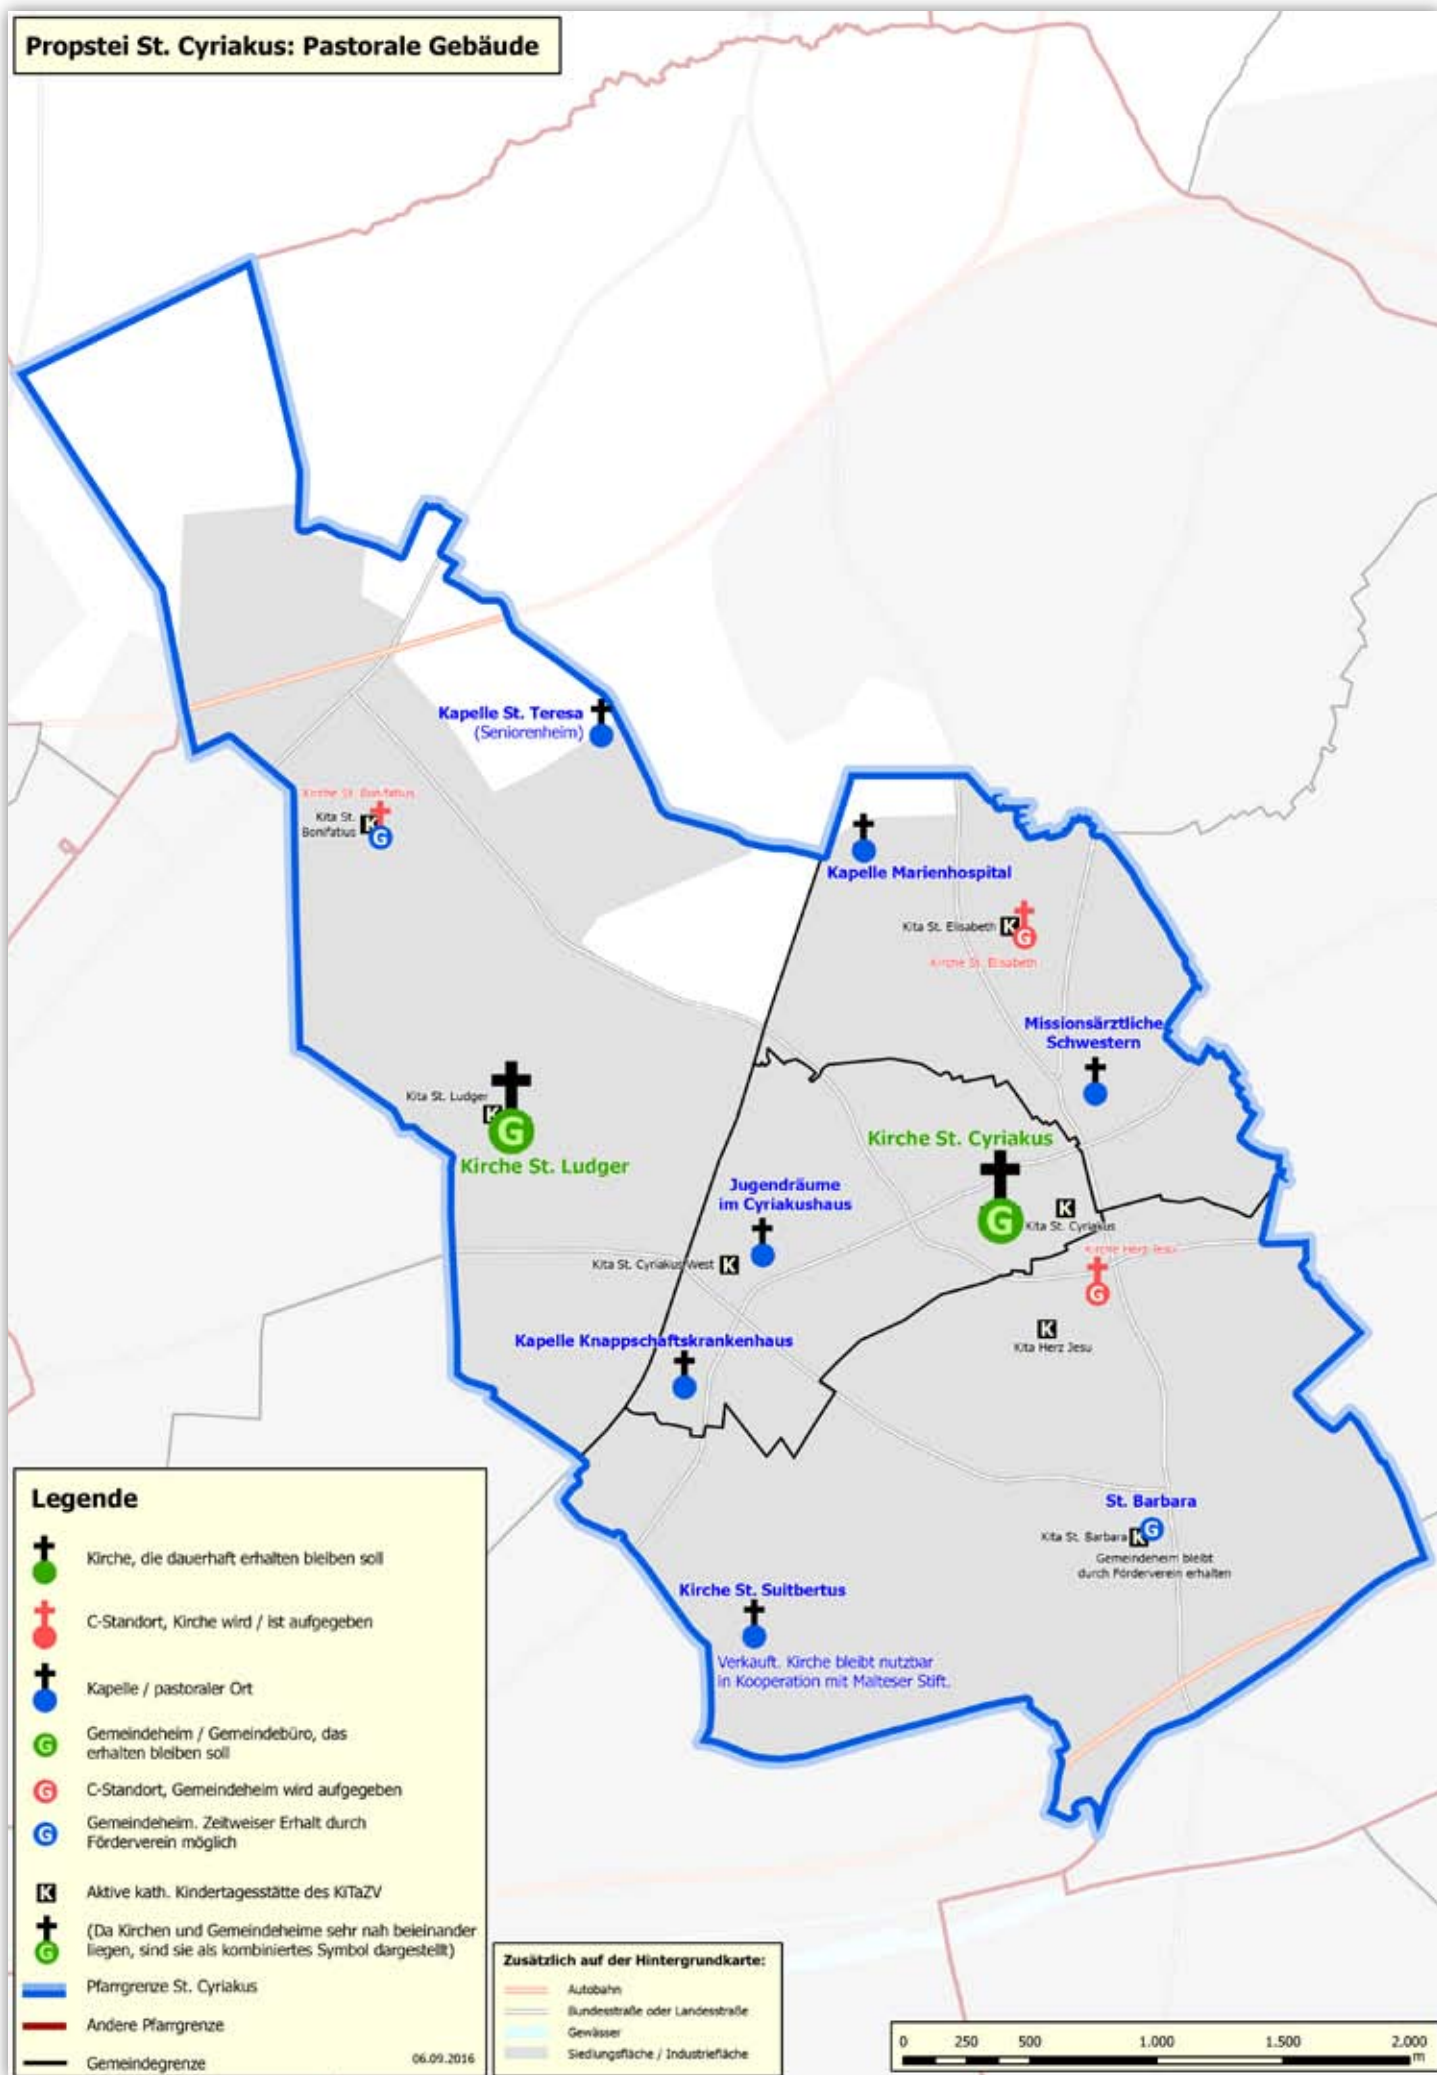 Propstei St. Cyriakus: Pastorale Gebäude
Kapelle St. Teresa
(Seniorenheim)
Kirche St. Bonifatius
Kita St.
Bonifatius
K
G
Kapelle Marienhospital
Kita St. Elisabeth
K
G
Kirche St. Elisabeth
Missionsärztliche
Schwestern
Kita St. Ludger
K
G
Kirche St. Ludger
Kirche St. Cyriakus
G
K
Kita St. Cyriakus
Jugendräume
im Cyriakushaus
Kita St. Cyriakus West
K
Kirche Herz Jesu
G
K
Kita Herz Jesu
Kapelle Knappschaftskrankenhaus
St. Barbara
Kita St. Barbara
K
G
Gemeindeheim bleibt
durch Förderverein erhalten
Kirche St. Suitbertus
Verkauft. Kirche bleibt nutzbar
in Kooperation mit Malteser Stift.
Legende
Kirche, die dauerhaft erhalten bleiben soll
C-Standort, Kirche wird / ist aufgegeben
Kapelle / pastoraler Ort
G
Gemeindeheim / Gemeindebüro, das
erhalten bleiben soll
G
C-Standort, Gemeindeheim wird aufgegeben
G
Gemeindeheim. Zeitweiser Erhalt durch
Förderverein möglich
K
Aktive kath. Kindertagesstätte des KiTaZV
G
(Da Kirchen und Gemeindeheime sehr nah beieinander
liegen, sind sie als kombiniertes Symbol dargestellt)
Pfarrgrenze St. Cyriakus
Andere Pfarrgrenze
Gemeindegrenze
06.09.2016
Zusätzlich auf der Hintergrundkarte:
Autobahn
Bundesstraße oder Landesstraße
Gewässer
Siedlungsfläche / Industriefläche
0 250 500 1.000 1.500 2.000
m